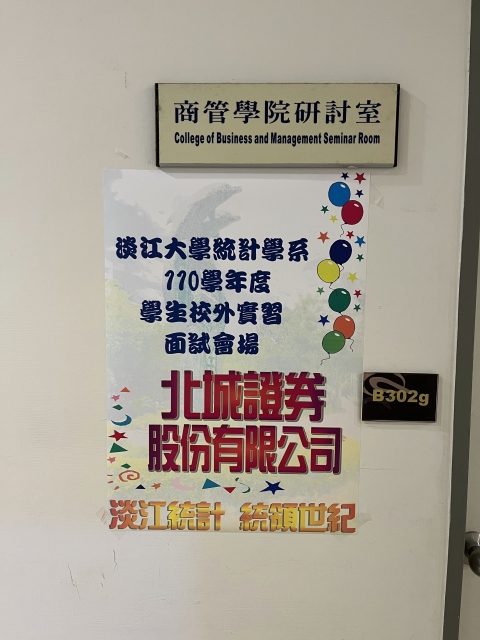 商管學院研討室
College of Business and Management Seminar Room
淡江大學統計學系
110學年度
學生校外實習
面試會場
北城證券
股份有限公司
B302g
淡江統計 統領世紀